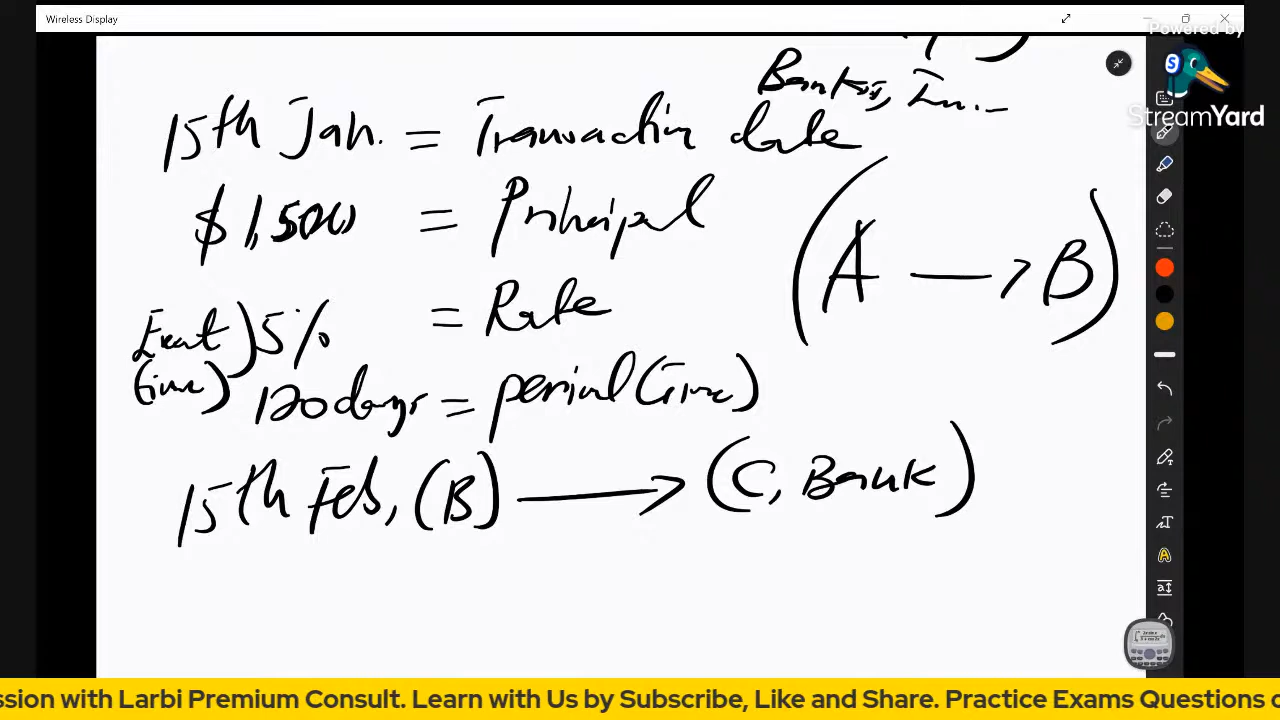 Wireless Display
Powered by
StreamYard
Banks, In.
15th Jan. = Transaction date
$1,500 = Principal
(A → B)
Exact
(Time)
5% = Rate
120 days = period (Time)
15th Feb, (B) → (C, Bank)
ssion with Larbi Premium Consult. Learn with Us by Subscribe, Like and Share. Practice Exams Questions o